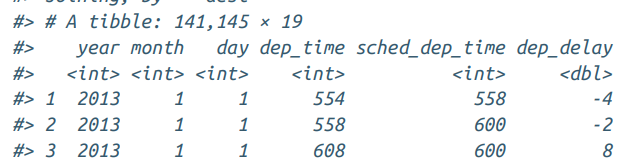 #> # A tibble: 141,145 × 19
#> year month day dep_time sched_dep_time dep_delay
#> <int> <int> <int> <int> <int> <dbl>
#> 1 2013 1 1 554 558 -4
#> 2 2013 1 1 558 600 -2
#> 3 2013 1 1 608 600 8